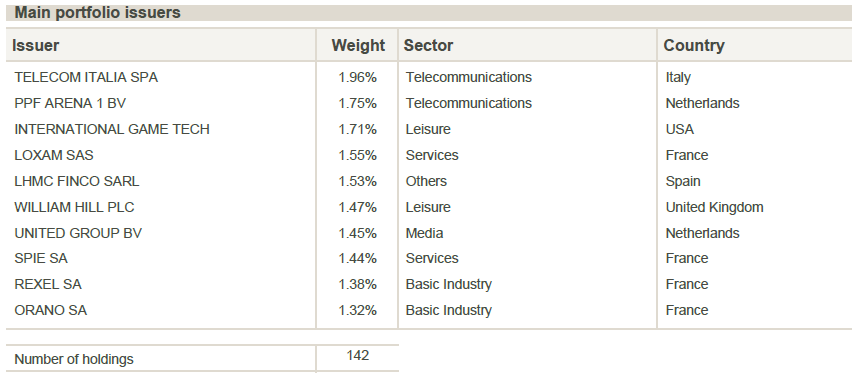 Main portfolio issuers
Issuer Weight Sector Country
TELECOM ITALIA SPA 1.96% Telecommunications Italy
PPF ARENA 1 BV 1.75% Telecommunications Netherlands
INTERNATIONAL GAME TECH 1.71% Leisure USA
LOXAM SAS 1.55% Services France
LHMC FINCO SARL 1.53% Others Spain
WILLIAM HILL PLC 1.47% Leisure United Kingdom
UNITED GROUP BV 1.45% Media Netherlands
SPIE SA 1.44% Services France
REXEL SA 1.38% Basic Industry France
ORANO SA 1.32% Basic Industry France
Number of holdings 142